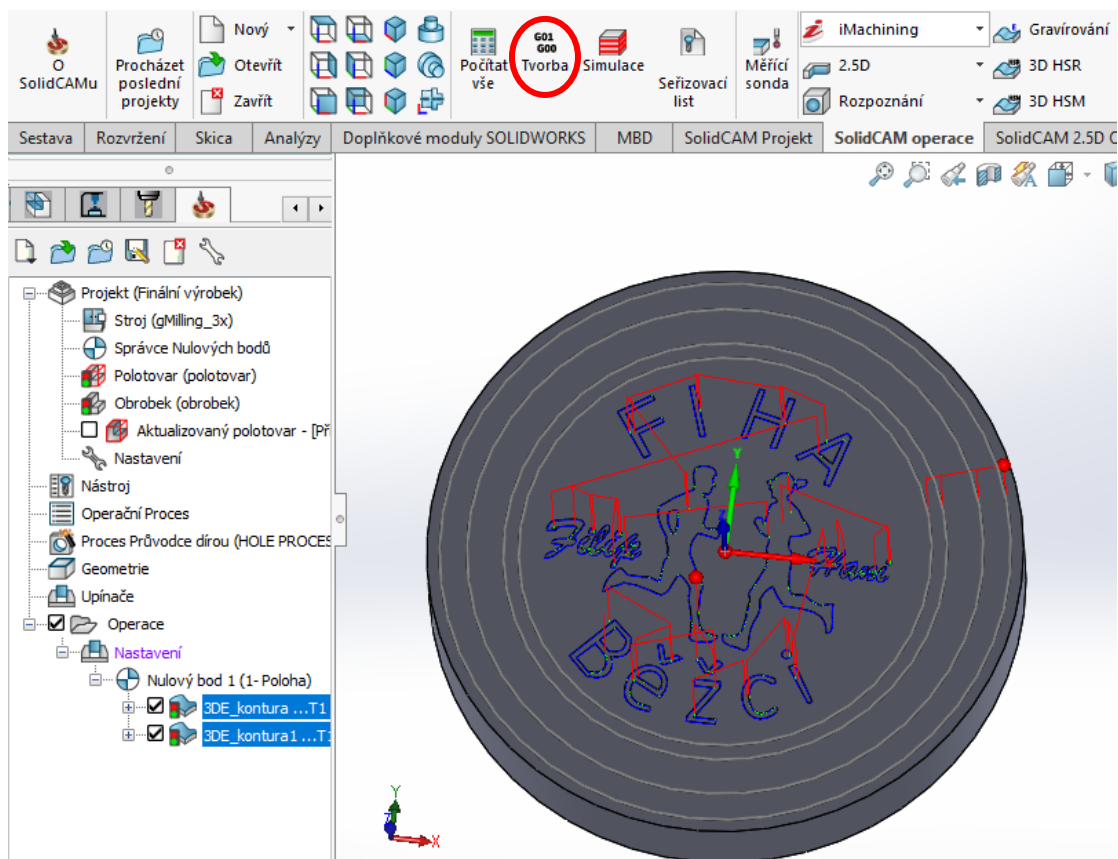 O SolidCAMu
Procházet poslední projekty
Nový
Otevřít
Zavřít
Počítat vše
G01 G00 Tvorba
Simulace
Seřizovací list
Měřící sonda
iMachining
2.5D
Rozpoznání
Gravírování
3D HSR
3D HSM
Sestava Rozvržení Skica Analýzy Doplňkové moduly SOLIDWORKS MBD SolidCAM Projekt SolidCAM operace SolidCAM 2.5D O
Projekt (Finální výrobek)
Stroj (gMilling_3x)
Správce Nulových bodů
Polotovar (polotovar)
Obrobek (obrobek)
Aktualizovaný polotovar - [Př
Nastavení
Nástroj
Operační Proces
Proces Průvodce dírou (HOLE PROCES
Geometrie
Upínače
Operace
Nastavení
Nulový bod 1 (1- Poloha)
3DE_kontura ...T1
3DE_kontura1 ...T1
FIHA
Y
Filip Hani
Běžci
Y
Z
X